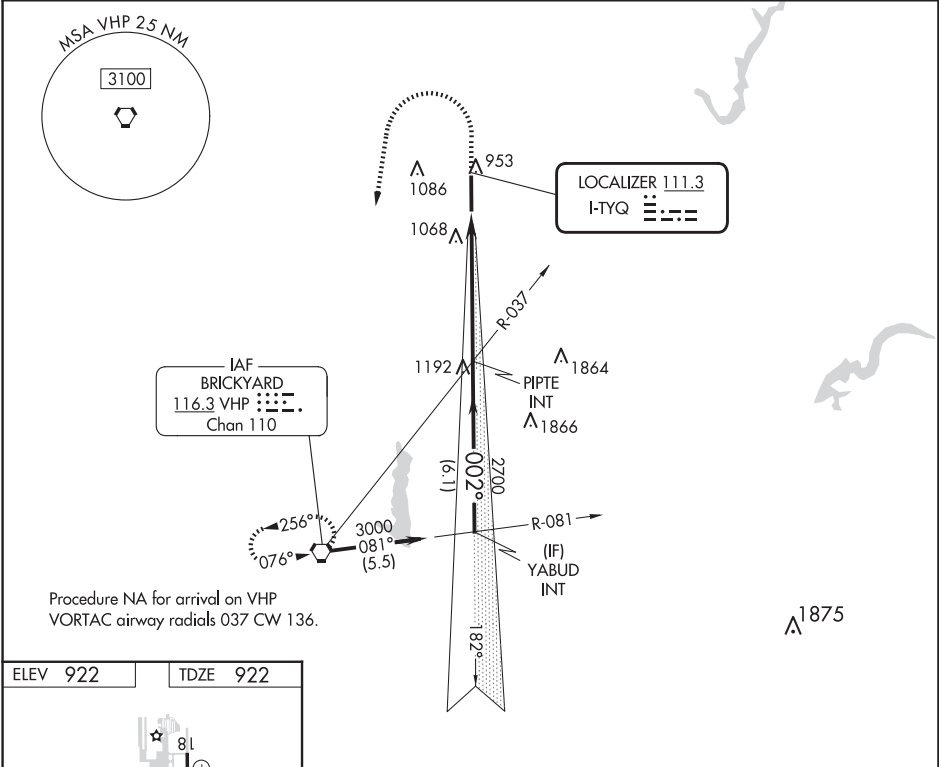 MSA VHP 25 NM
3100
953
1086
LOCALIZER 111.3
I-TYQ
1068
R-037
IAF
BRICKYARD
116.3 VHP
Chan 110
1192
1864
PIPTE
INT
1866
002°
2700
(6.1)
256°
076°
3000
081°
(5.5)
R-081
(IF)
YABUD
INT
Procedure NA for arrival on VHP
VORTAC airway radials 037 CW 136.
182°
1875
ELEV 922
TDZE 922
18